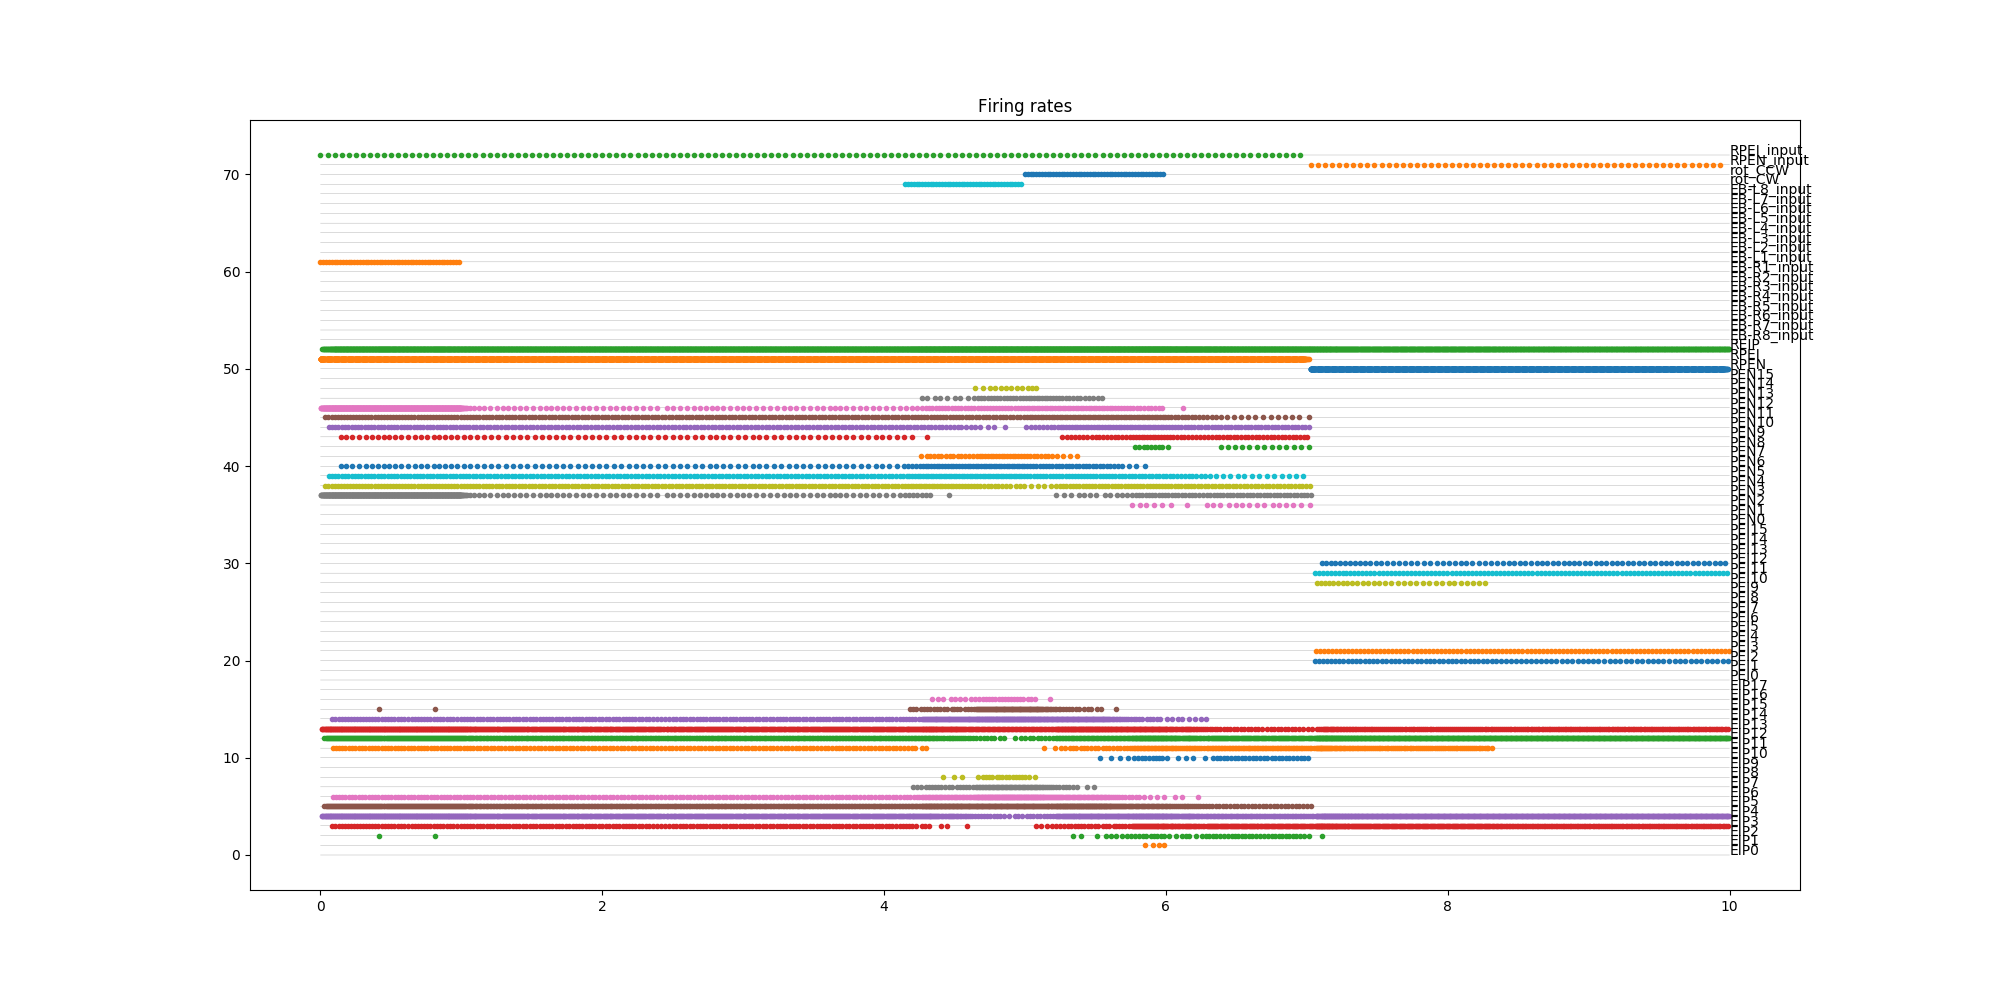 Firing rates
70
60
50
40
30
20
10
0
RPEI_input
RPEN_input
rot_CCW
rot_CW
EB-L8_input
EB-L7_input
EB-L6_input
EB-L5_input
EB-L4_input
EB-L3_input
EB-L2_input
EB-L1_input
EB-R1_input
EB-R2_input
EB-R3_input
EB-R4_input
EB-R5_input
EB-R6_input
EB-R7_input
EB-R8_input
REIP
RPEI
RPEN
PEN15
PEN14
PEN13
PEN12
PEN11
PEN10
PEN9
PEN8
PEN7
PEN6
PEN5
PEN4
PEN3
PEN2
PEN1
PEN0
PEI15
PEI14
PEI13
PEI12
PEI11
PEI10
PEI9
PEI8
PEI7
PEI6
PEI5
PEI4
PEI3
PEI2
PEI1
PEI0
EIP17
EIP16
EIP15
EIP14
EIP13
EIP12
EIP11
EIP10
EIP9
EIP8
EIP7
EIP6
EIP5
EIP4
EIP3
EIP2
EIP1
EIP0
0 2 4 6 8 10